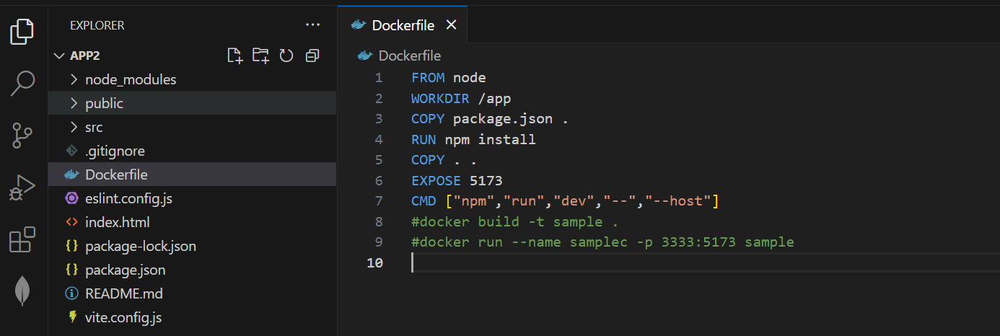 EXPLORER
...
APP2
node_modules
public
src
.gitignore
Dockerfile
eslint.config.js
index.html
package-lock.json
package.json
README.md
vite.config.js
Dockerfile
Dockerfile
1 FROM node
2 WORKDIR /app
3 COPY package.json .
4 RUN npm install
5 COPY . .
6 EXPOSE 5173
7 CMD ["npm","run","dev","--","--host"]
8 #docker build -t sample .
9 #docker run --name samplec -p 3333:5173 sample
10